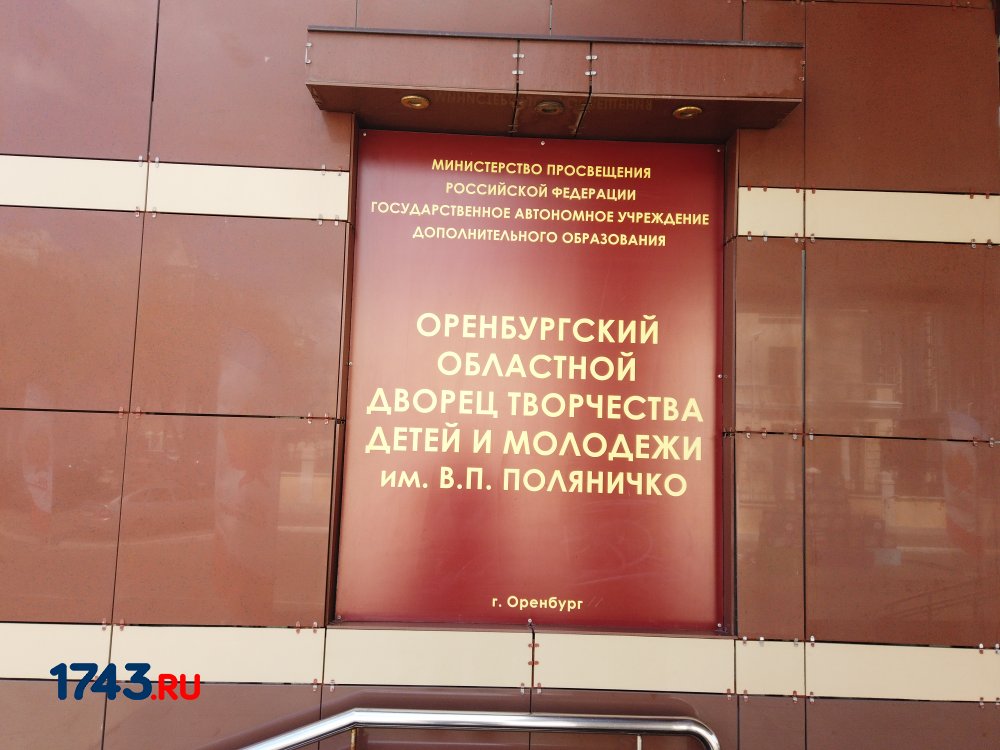 МИНИСТЕРСТВО ПРОСВЕЩЕНИЯ
РОССИЙСКОЙ ФЕДЕРАЦИИ
ГОСУДАРСТВЕННОЕ АВТОНОМНОЕ УЧРЕЖДЕНИЕ
ДОПОЛНИТЕЛЬНОГО ОБРАЗОВАНИЯ
ОРЕНБУРГСКИЙ
ОБЛАСТНОЙ
ДВОРЕЦ ТВОРЧЕСТВА
ДЕТЕЙ И МОЛОДЕЖИ
им. В.П. ПОЛЯНИЧКО
г. Оренбург
1743.RU